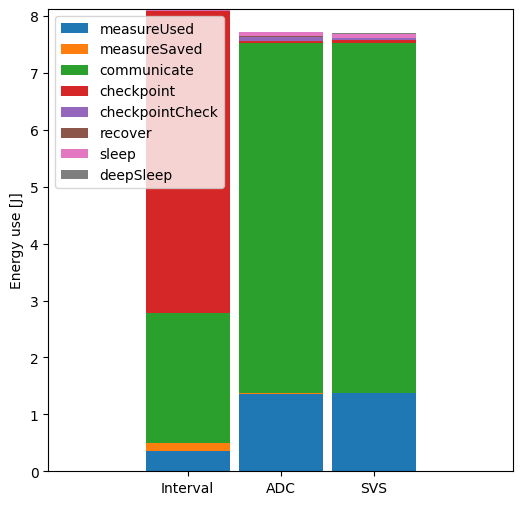 measureUsed
measureSaved
communicate
checkpoint
checkpointCheck
recover
sleep
deepSleep
Energy use [J]
8
7
6
5
4
3
2
1
0
Interval ADC SVS